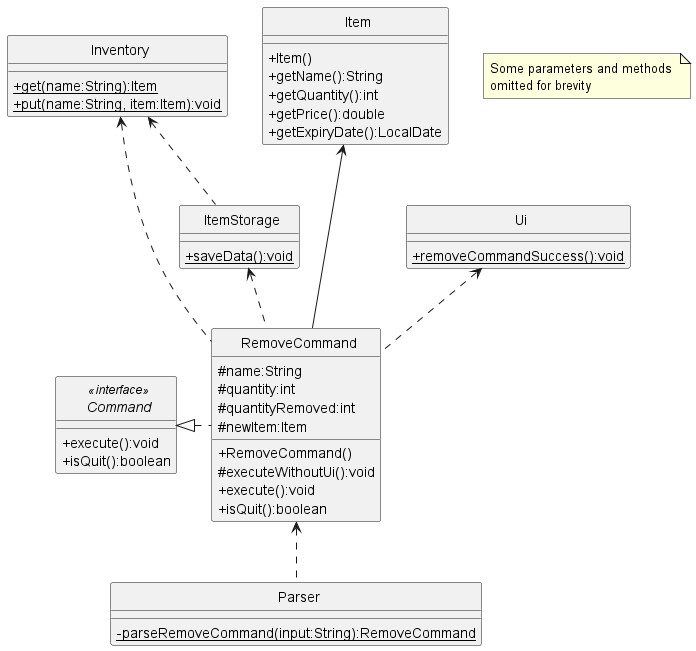 Inventory
+get(name:String):Item
+put(name:String, item:Item):void
Item
+Item()
+getName():String
+getQuantity():int
+getPrice():double
+getExpiryDate():LocalDate
Some parameters and methods
omitted for brevity
ItemStorage
+saveData():void
Ui
+removeCommandSuccess():void
RemoveCommand
#name:String
#quantity:int
#quantityRemoved:int
#newItem:Item
+RemoveCommand()
#executeWithoutUi():void
+execute():void
+isQuit():boolean
«interface»
Command
+execute():void
+isQuit():boolean
Parser
-parseRemoveCommand(input:String):RemoveCommand